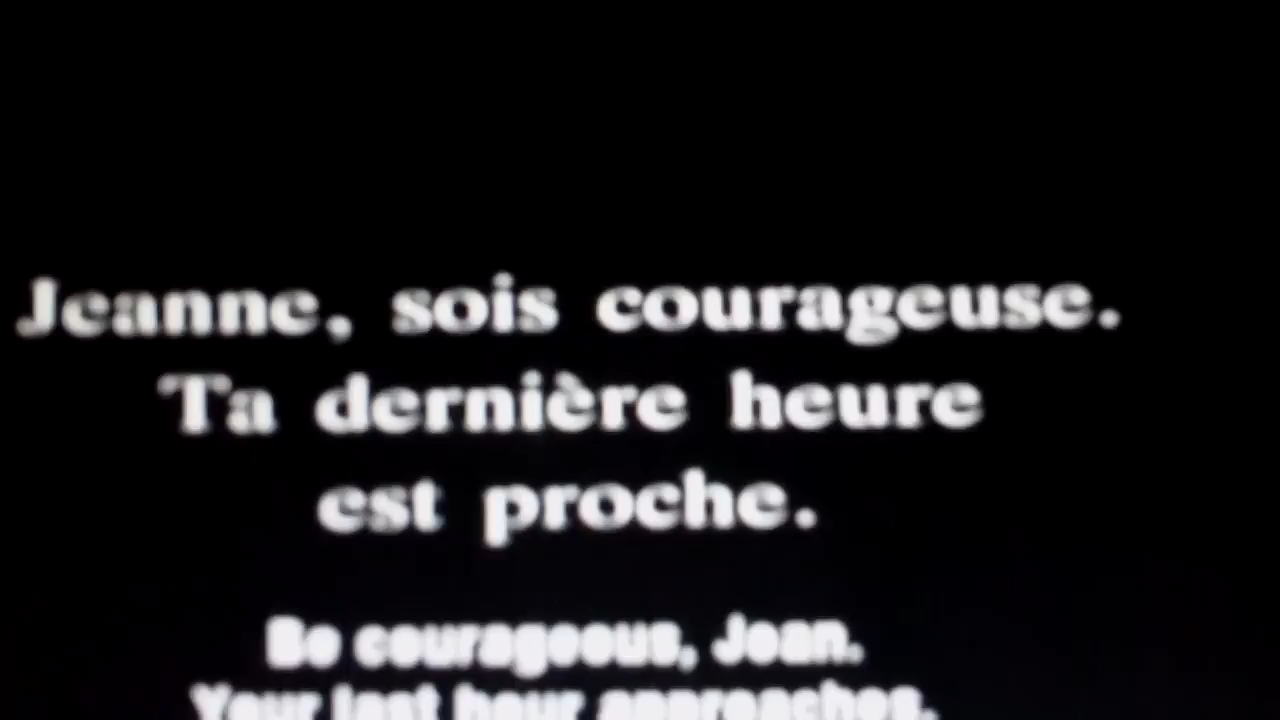 Jeanne, sois courageuse.
Ta dernière heure
est proche.
Be courageous, Joan.
Your last hour approaches.